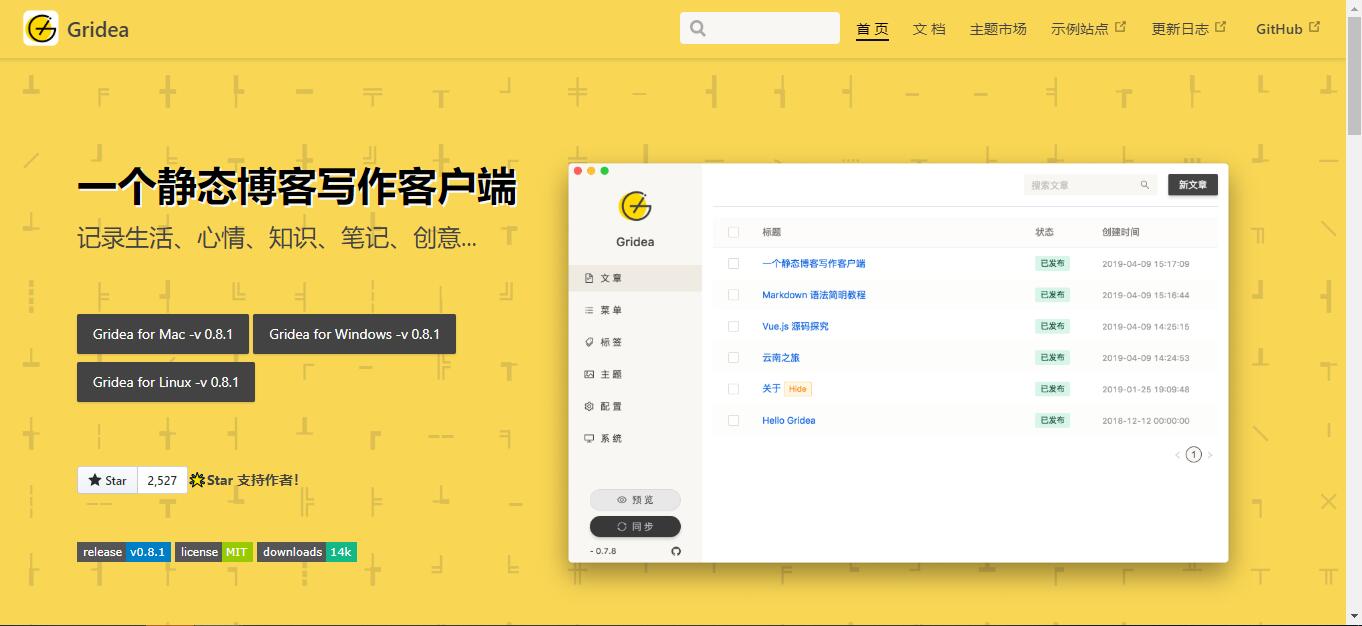 Gridea
首 页 文 档 主题市场 示例站点 更新日志 GitHub
一个静态博客写作客户端
记录生活、心情、知识、笔记、创意...
Gridea for Mac -v 0.8.1 Gridea for Windows -v 0.8.1
Gridea for Linux -v 0.8.1
Star 2,527 Star 支持作者!
release v0.8.1 license MIT downloads 14k
Gridea
文 章
菜 单
标 签
主 题
配 置
系 统
预 览
同 步
- 0.7.8
搜索文章 新文章
标题 状态 创建时间
一个静态博客写作客户端 已发布 2019-04-09 15:17:09
Markdown 语法简明教程 已发布 2019-04-09 15:16:44
Vue.js 源码探究 已发布 2019-04-09 14:25:15
云南之旅 已发布 2019-04-09 14:24:53
关于 Hide 已发布 2019-01-25 19:09:48
Hello Gridea 已发布 2018-12-12 00:00:00
1